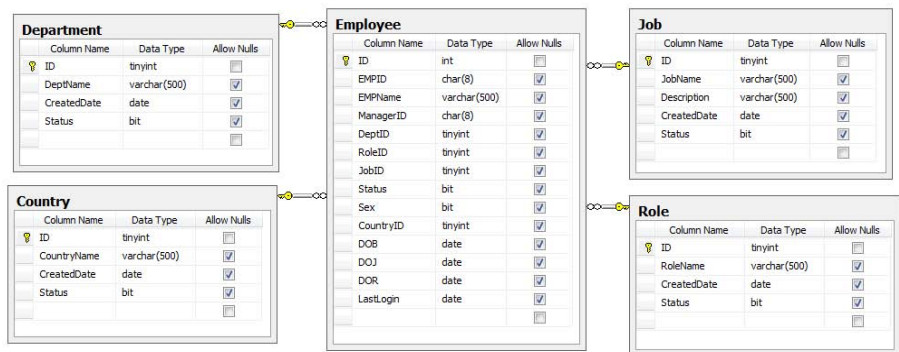 Department
Column Name Data Type Allow Nulls
ID tinyint
DeptName varchar(500)
CreatedDate date
Status bit
Employee
Column Name Data Type Allow Nulls
ID int
EMPID char(8)
EMPName varchar(500)
ManagerID char(8)
DeptID tinyint
RoleID tinyint
JobID tinyint
Status bit
Sex bit
CountryID tinyint
DOB date
DOJ date
DOR date
LastLogin date
Job
Column Name Data Type Allow Nulls
ID tinyint
JobName varchar(500)
Description varchar(500)
CreatedDate date
Status bit
Country
Column Name Data Type Allow Nulls
ID tinyint
CountryName varchar(500)
CreatedDate date
Status bit
Role
Column Name Data Type Allow Nulls
ID tinyint
RoleName varchar(500)
CreatedDate date
Status bit